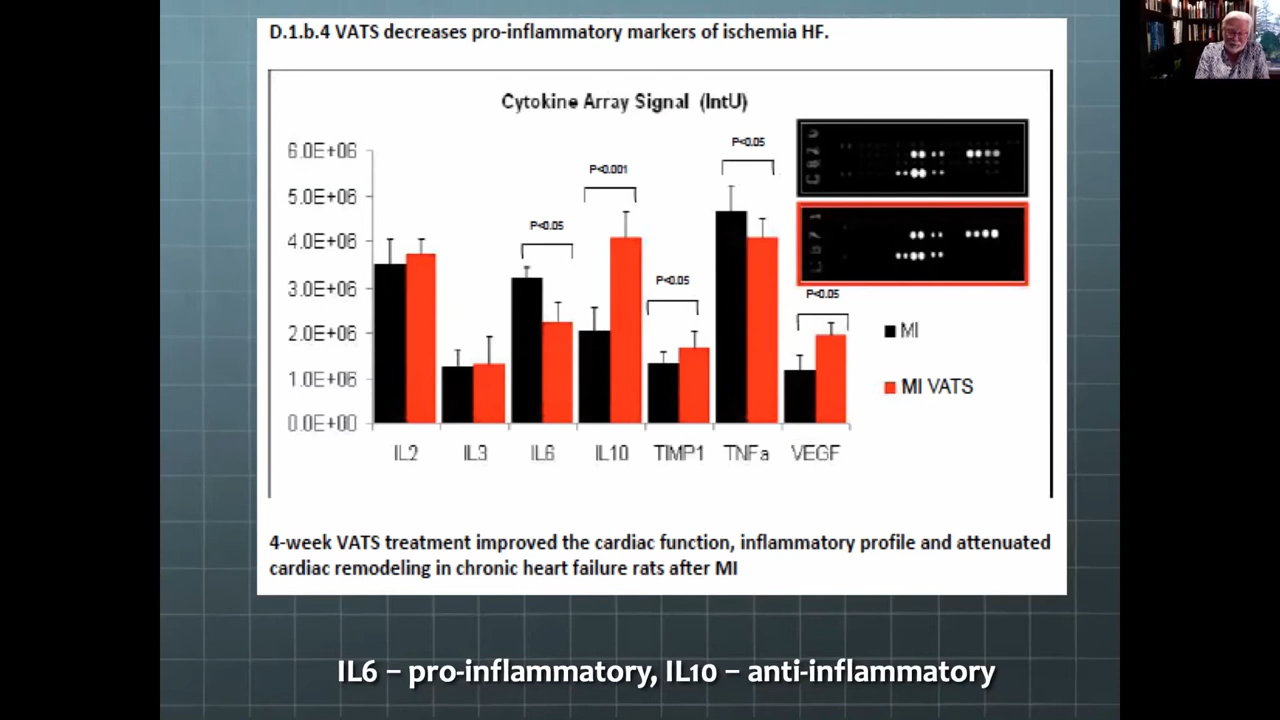 D.1.b.4 VATS decreases pro-inflammatory markers of ischemia HF.
Cytokine Array Signal (IntU)
6.0E+06
5.0E+06
4.0E+06
3.0E+06
2.0E+06
1.0E+06
0.0E+00
P<0.05
P<0.001
P<0.05
P<0.05
P<0.05
IL2
IL3
IL6
IL10
TIMP1
TNFa
VEGF
MI
MI VATS
4-week VATS treatment improved the cardiac function, inflammatory profile and attenuated
cardiac remodeling in chronic heart failure rats after MI
IL6 – pro-inflammatory, IL10 – anti-inflammatory